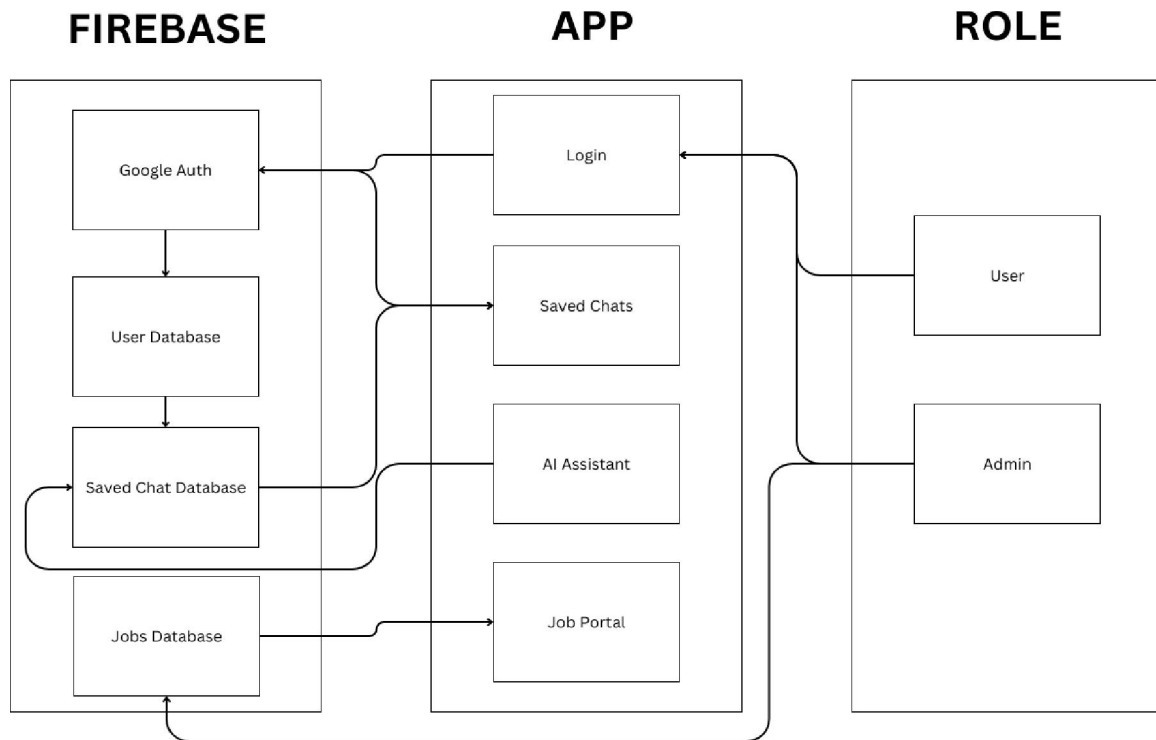 FIREBASE
APP
ROLE
Google Auth
User Database
Saved Chat Database
Jobs Database
Login
Saved Chats
AI Assistant
Job Portal
User
Admin